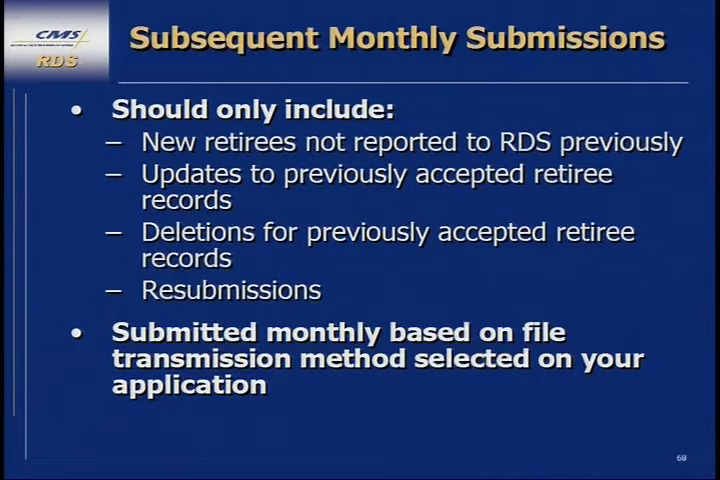 CMS
RDS
Subsequent Monthly Submissions
• Should only include:
– New retirees not reported to RDS previously
– Updates to previously accepted retiree
records
– Deletions for previously accepted retiree
records
– Resubmissions
• Submitted monthly based on file
transmission method selected on your
application
68